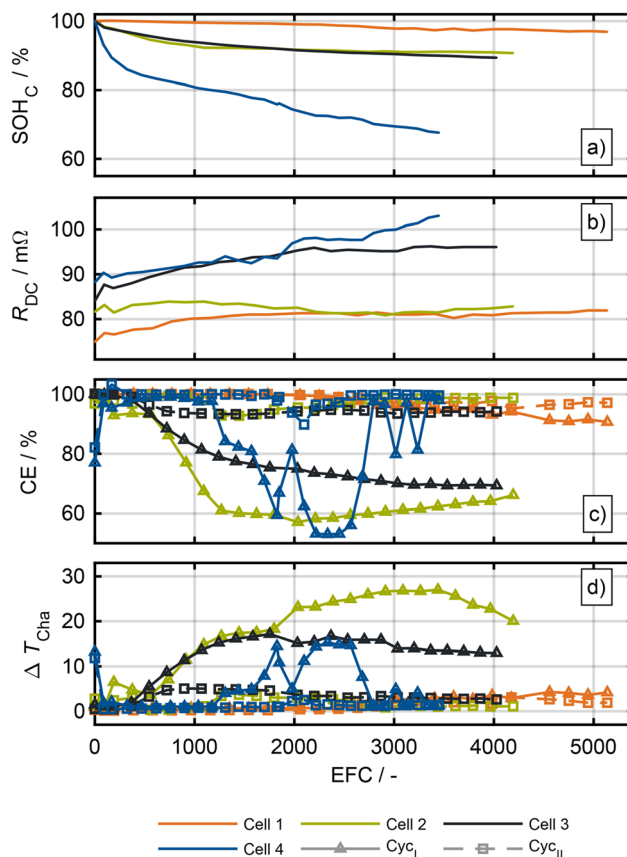 100
80
60
SOH_C / %
a)
100
90
80
R_DC / mΩ
b)
100
80
60
CE / %
c)
30
20
10
0
Δ T_Cha
d)
0 1000 2000 3000 4000 5000
EFC / -
Cell 1 Cell 2 Cell 3
Cell 4 Cyc_I Cyc_II